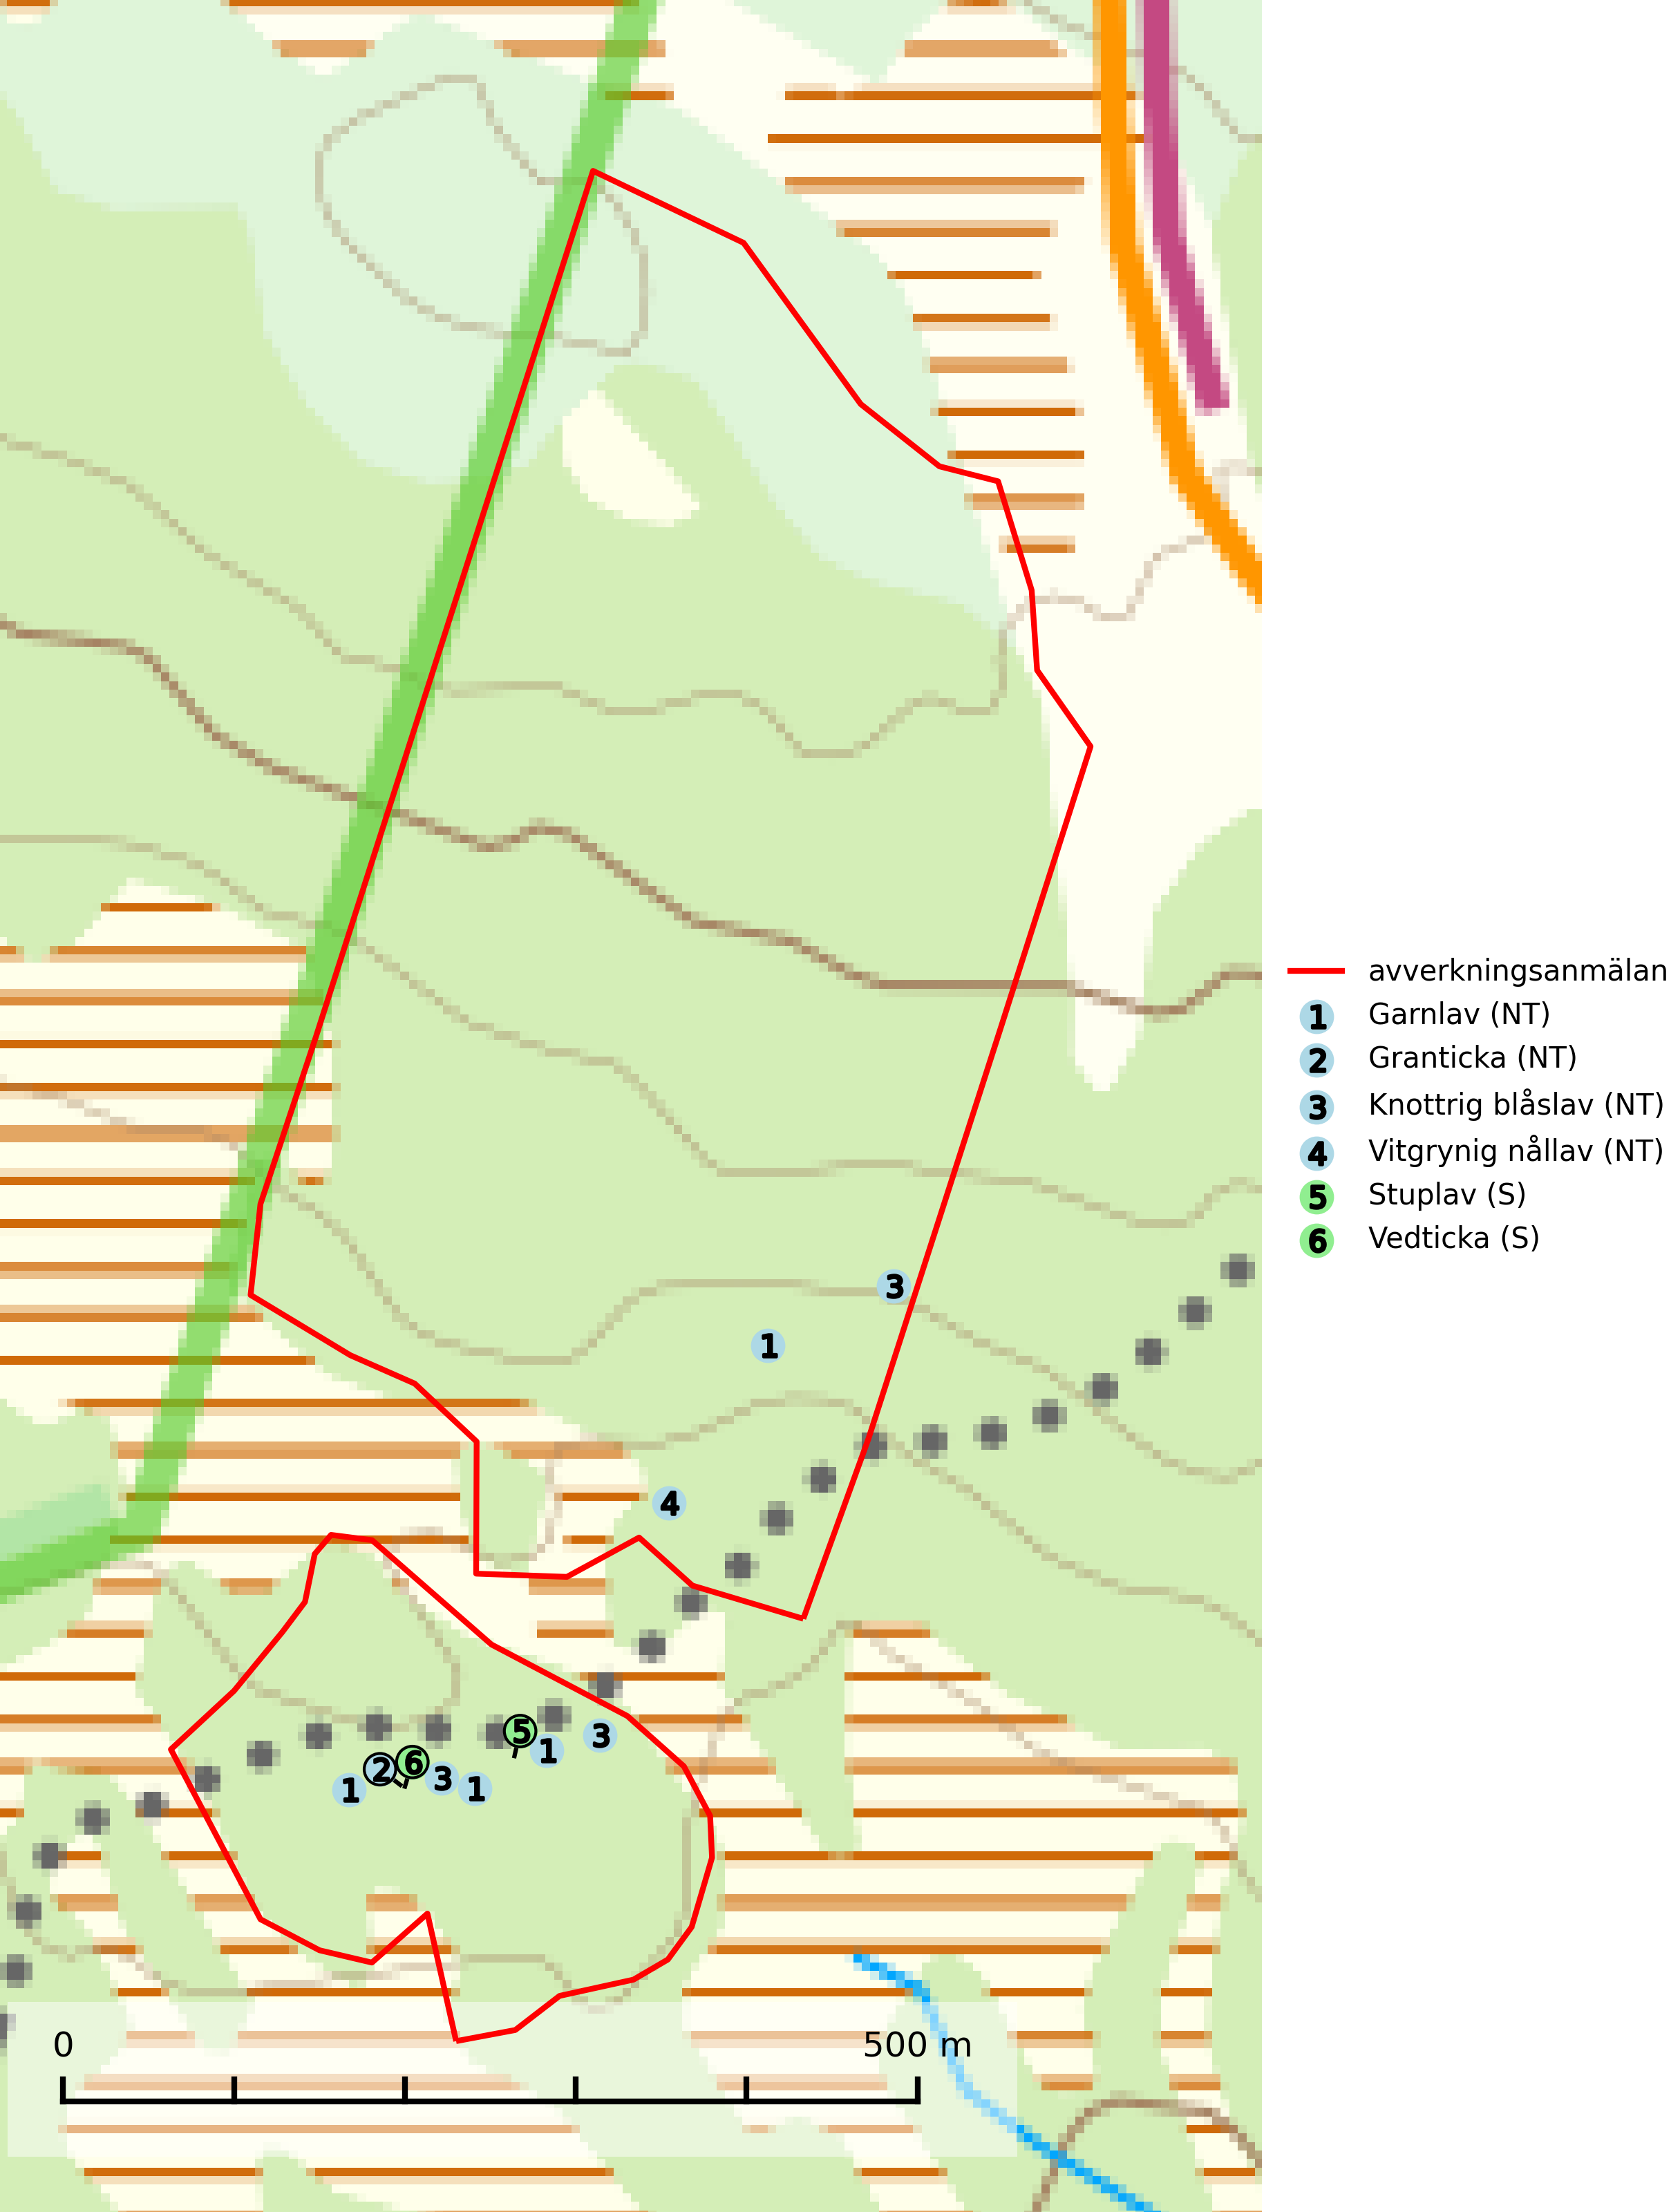 avverkningsanmälan
1 Garnlav (NT)
2 Granticka (NT)
3 Knottrig blåslav (NT)
4 Vitgrynig nållav (NT)
5 Stuplav (S)
6 Vedticka (S)
3
1
4
5
1
3
2
6
3
1
1
0 500 m